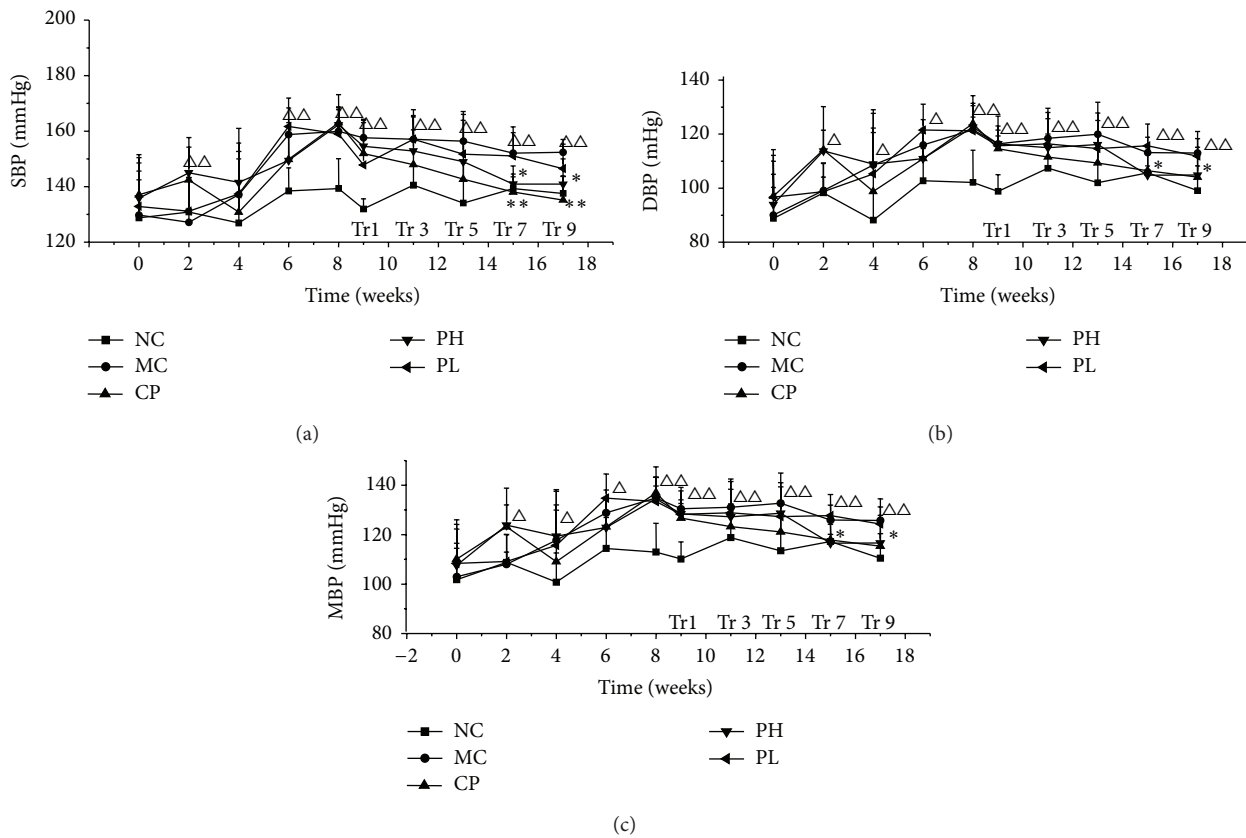 200
180
160
140
120
SBP (mmHg)
△△
△△
△△
△△
△△
△△
△△
△△
*
*
**
**
Tr1 Tr 3 Tr 5 Tr 7 Tr 9
0 2 4 6 8 10 12 14 16 18
Time (weeks)
NC
MC
CP
PH
PL
(a)
140
120
100
80
DBP (mHg)
△
△
△
△△
△△
△△
△△
△△
△△
*
*
Tr1 Tr 3 Tr 5 Tr 7 Tr 9
0 2 4 6 8 10 12 14 16 18
Time (weeks)
NC
MC
CP
PH
PL
(b)
140
120
100
80
MBP (mmHg)
△
△
△
△△
△△
△△
△△
△△
△△
*
*
Tr1 Tr 3 Tr 5 Tr 7 Tr 9
−2 0 2 4 6 8 10 12 14 16 18
Time (weeks)
NC
MC
CP
PH
PL
(c)